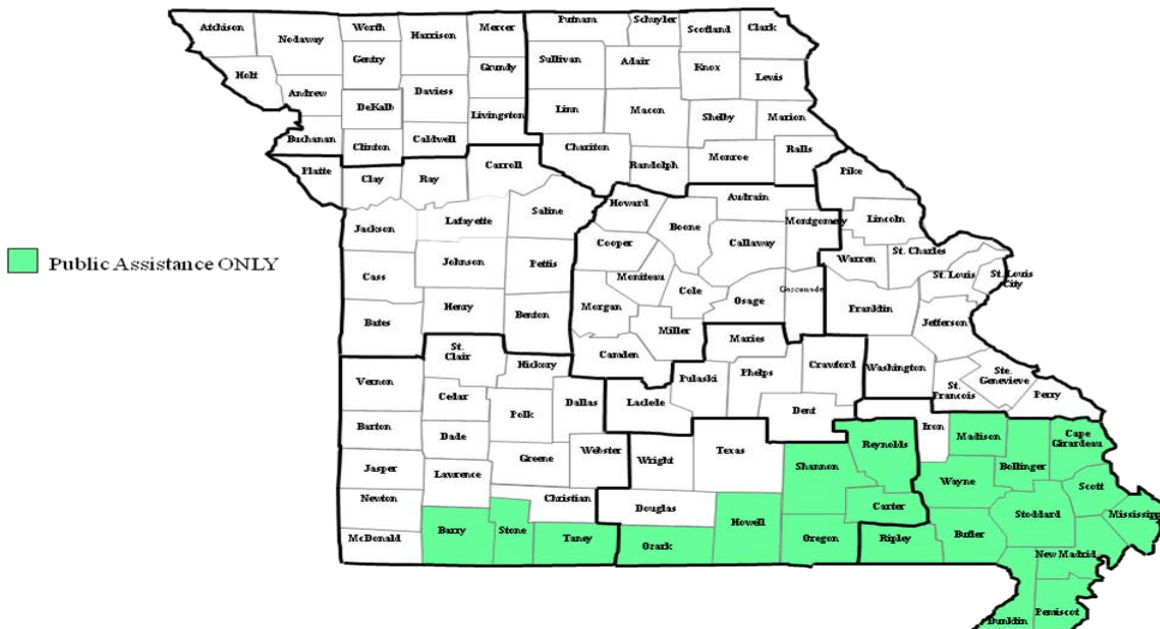 Atchison
Nodaway
Worth
Harrison
Mercer
Putnam
Schuyler
Scotland
Clark
Holt
Gentry
Grundy
Sullivan
Adair
Knox
Lewis
Andrew
DeKalb
Daviess
Livingston
Linn
Macon
Shelby
Marion
Buchanan
Clinton
Caldwell
Chariton
Randolph
Monroe
Ralls
Platte
Clay
Ray
Carroll
Pike
Jackson
Lafayette
Saline
Howard
Boone
Audrain
Montgomery
Lincoln
Cooper
Callaway
Warren
St. Charles
St. Louis
St. Louis
City
Public Assistance ONLY
Cass
Johnson
Pettis
Moniteau
Cole
Osage
Franklin
Jefferson
Bates
Henry
Benton
Morgan
Miller
Maries
St.
Clair
Hickory
Camden
Pulaski
Phelps
Crawford
Washington
Ste.
Genevieve
St.
Francois
Perry
Vernon
Cedar
Polk
Dallas
Laclede
Dent
Barton
Dade
Greene
Webster
Wright
Texas
Shannon
Reynolds
Iron
Madison
Cape
Girardeau
Bollinger
Jasper
Lawrence
Christian
Douglas
Howell
Carter
Wayne
Scott
Newton
Stoddard
Mississipp
McDonald
Barry
Stone
Taney
Ozark
Oregon
Ripley
Butler
New Madrid
Dunklin
Pemiscot